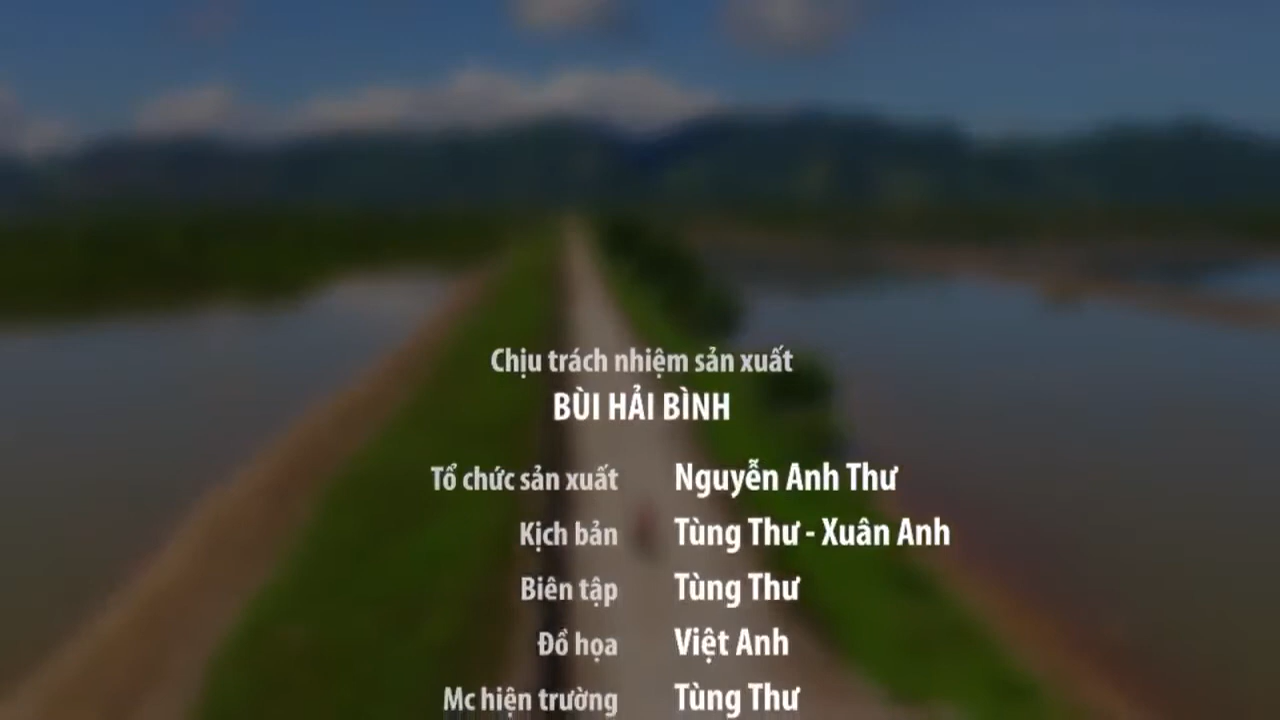 Chịu trách nhiệm sản xuất
BÙI HẢI BÌNH
Tổ chức sản xuất Nguyễn Anh Thư
Kịch bản Tùng Thư - Xuân Anh
Biên tập Tùng Thư
Đồ họa Việt Anh
Mc hiện trường Tùng Thư